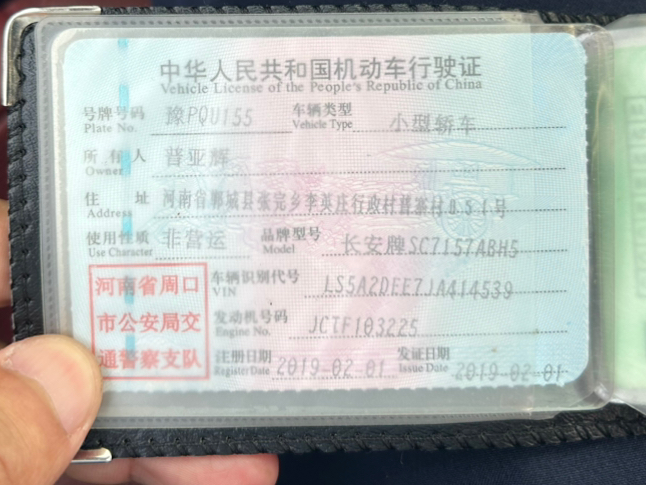 中华人民共和国机动车行驶证
Vehicle License of the People's Republic of China
号牌号码 豫PQU155 车辆类型 小型轿车
Plate No. Vehicle Type
所有人 普亚辉
Owner
住址 河南省郸城县张完乡李英庄行政村普寨村051号
Address
使用性质 非营运 品牌型号 长安牌SC7157ABH5
Use Character Model
河南省周口
市公安局交
通警察支队
车辆识别代号 LS5A2DEE7JA414539
VIN
发动机号码 JCTF103225
Engine No.
注册日期 2019-02-01 发证日期 2019-02-01
Register Date Issue Date